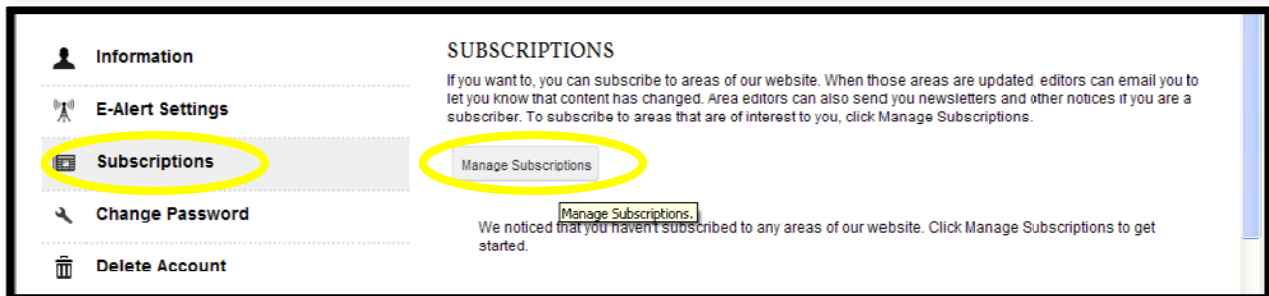 Information
E-Alert Settings
Subscriptions
Change Password
Delete Account
SUBSCRIPTIONS
If you want to, you can subscribe to areas of our website. When those areas are updated, editors can email you to
let you know that content has changed. Area editors can also send you newsletters and other notices if you are a
subscriber. To subscribe to areas that are of interest to you, click Manage Subscriptions.
Manage Subscriptions
Manage Subscriptions.
We noticed that you haven't subscribed to any areas of our website. Click Manage Subscriptions to get
started.